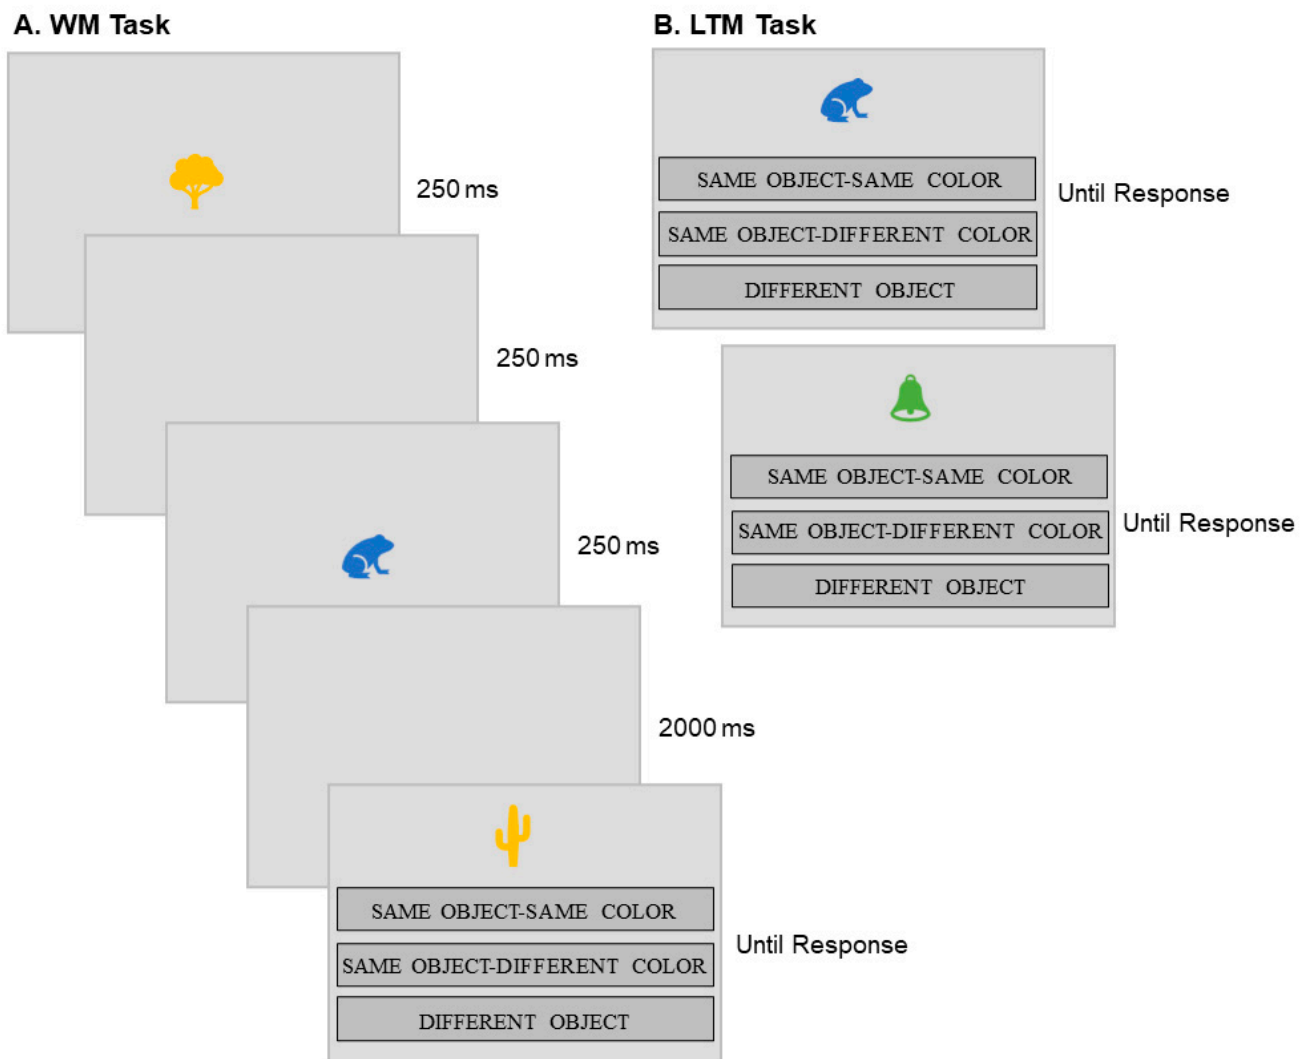 A. WM Task
250 ms
250 ms
250 ms
2000 ms
SAME OBJECT-SAME COLOR
SAME OBJECT-DIFFERENT COLOR
DIFFERENT OBJECT
Until Response
B. LTM Task
SAME OBJECT-SAME COLOR
SAME OBJECT-DIFFERENT COLOR
DIFFERENT OBJECT
Until Response
SAME OBJECT-SAME COLOR
SAME OBJECT-DIFFERENT COLOR
DIFFERENT OBJECT
Until Response